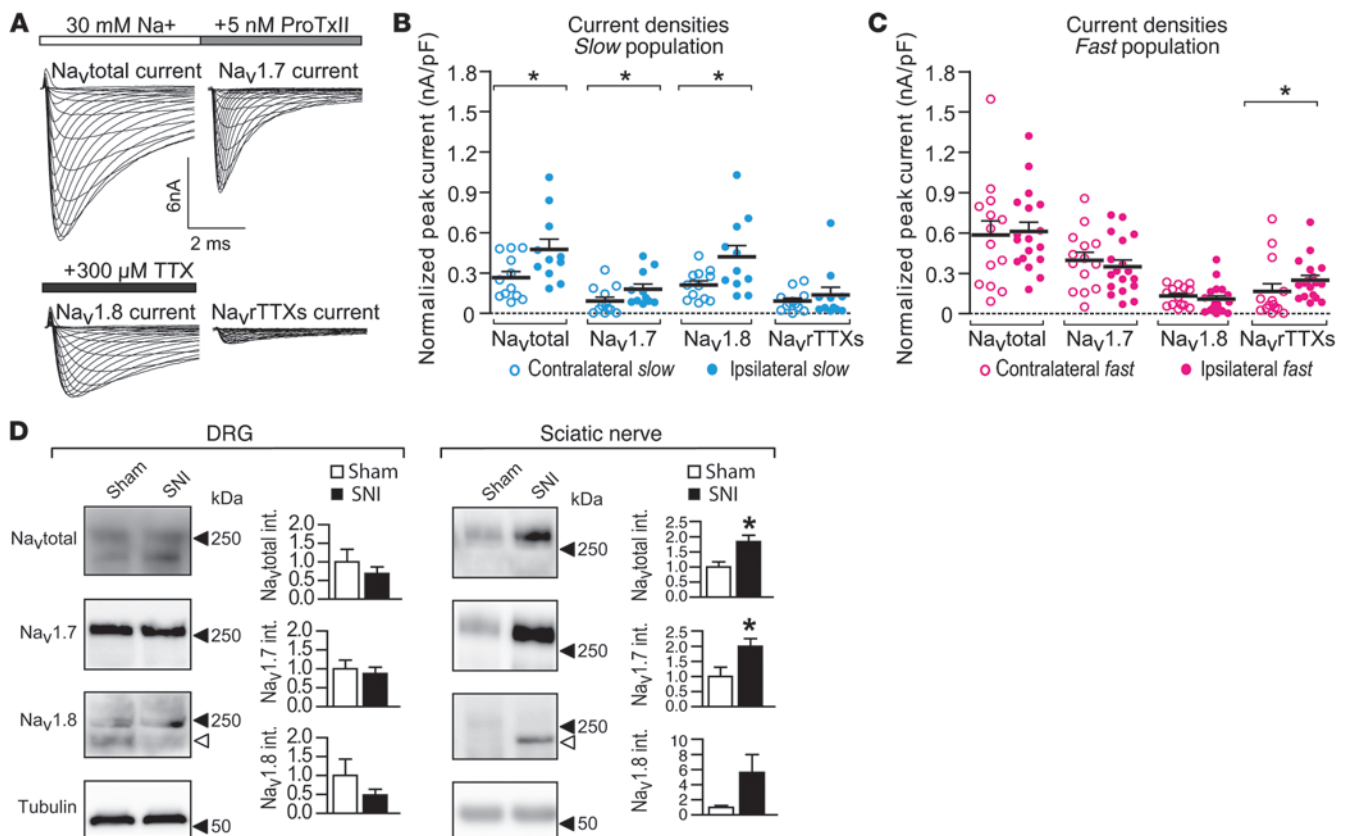 A
30 mM Na+ +5 nM ProTxII
NaVtotal current NaV1.7 current
6nA
2 ms
+300 µM TTX
NaV1.8 current NaVrTTXs current
B
Current densities
Slow population
Normalized peak current (nA/pF)
1.8
1.5
1.2
0.9
0.6
0.3
0
* * *
NaVtotal NaV1.7 NaV1.8 NaVrTTXs
Contralateral slow Ipsilateral slow
C
Current densities
Fast population
Normalized peak current (nA/pF)
1.8
1.5
1.2
0.9
0.6
0.3
0
*
NaVtotal NaV1.7 NaV1.8 NaVrTTXs
Contralateral fast Ipsilateral fast
D
DRG
Sham SNI kDa
NaVtotal 250
NaV1.7 250
NaV1.8 250
Tubulin 50
Sham
SNI
NaVtotal int.
2.0
1.5
1.0
0.5
0.0
NaV1.7 int.
2.0
1.5
1.0
0.5
0.0
NaV1.8 int.
2.0
1.5
1.0
0.5
0.0
Sciatic nerve
Sham SNI kDa
250
250
250
50
Sham
SNI
NaVtotal int.
2.5
2.0
1.5
1.0
0.5
0.0
*
NaV1.7 int.
2.5
2.0
1.5
1.0
0.5
0.0
*
NaV1.8 int.
10
8
6
4
2
0